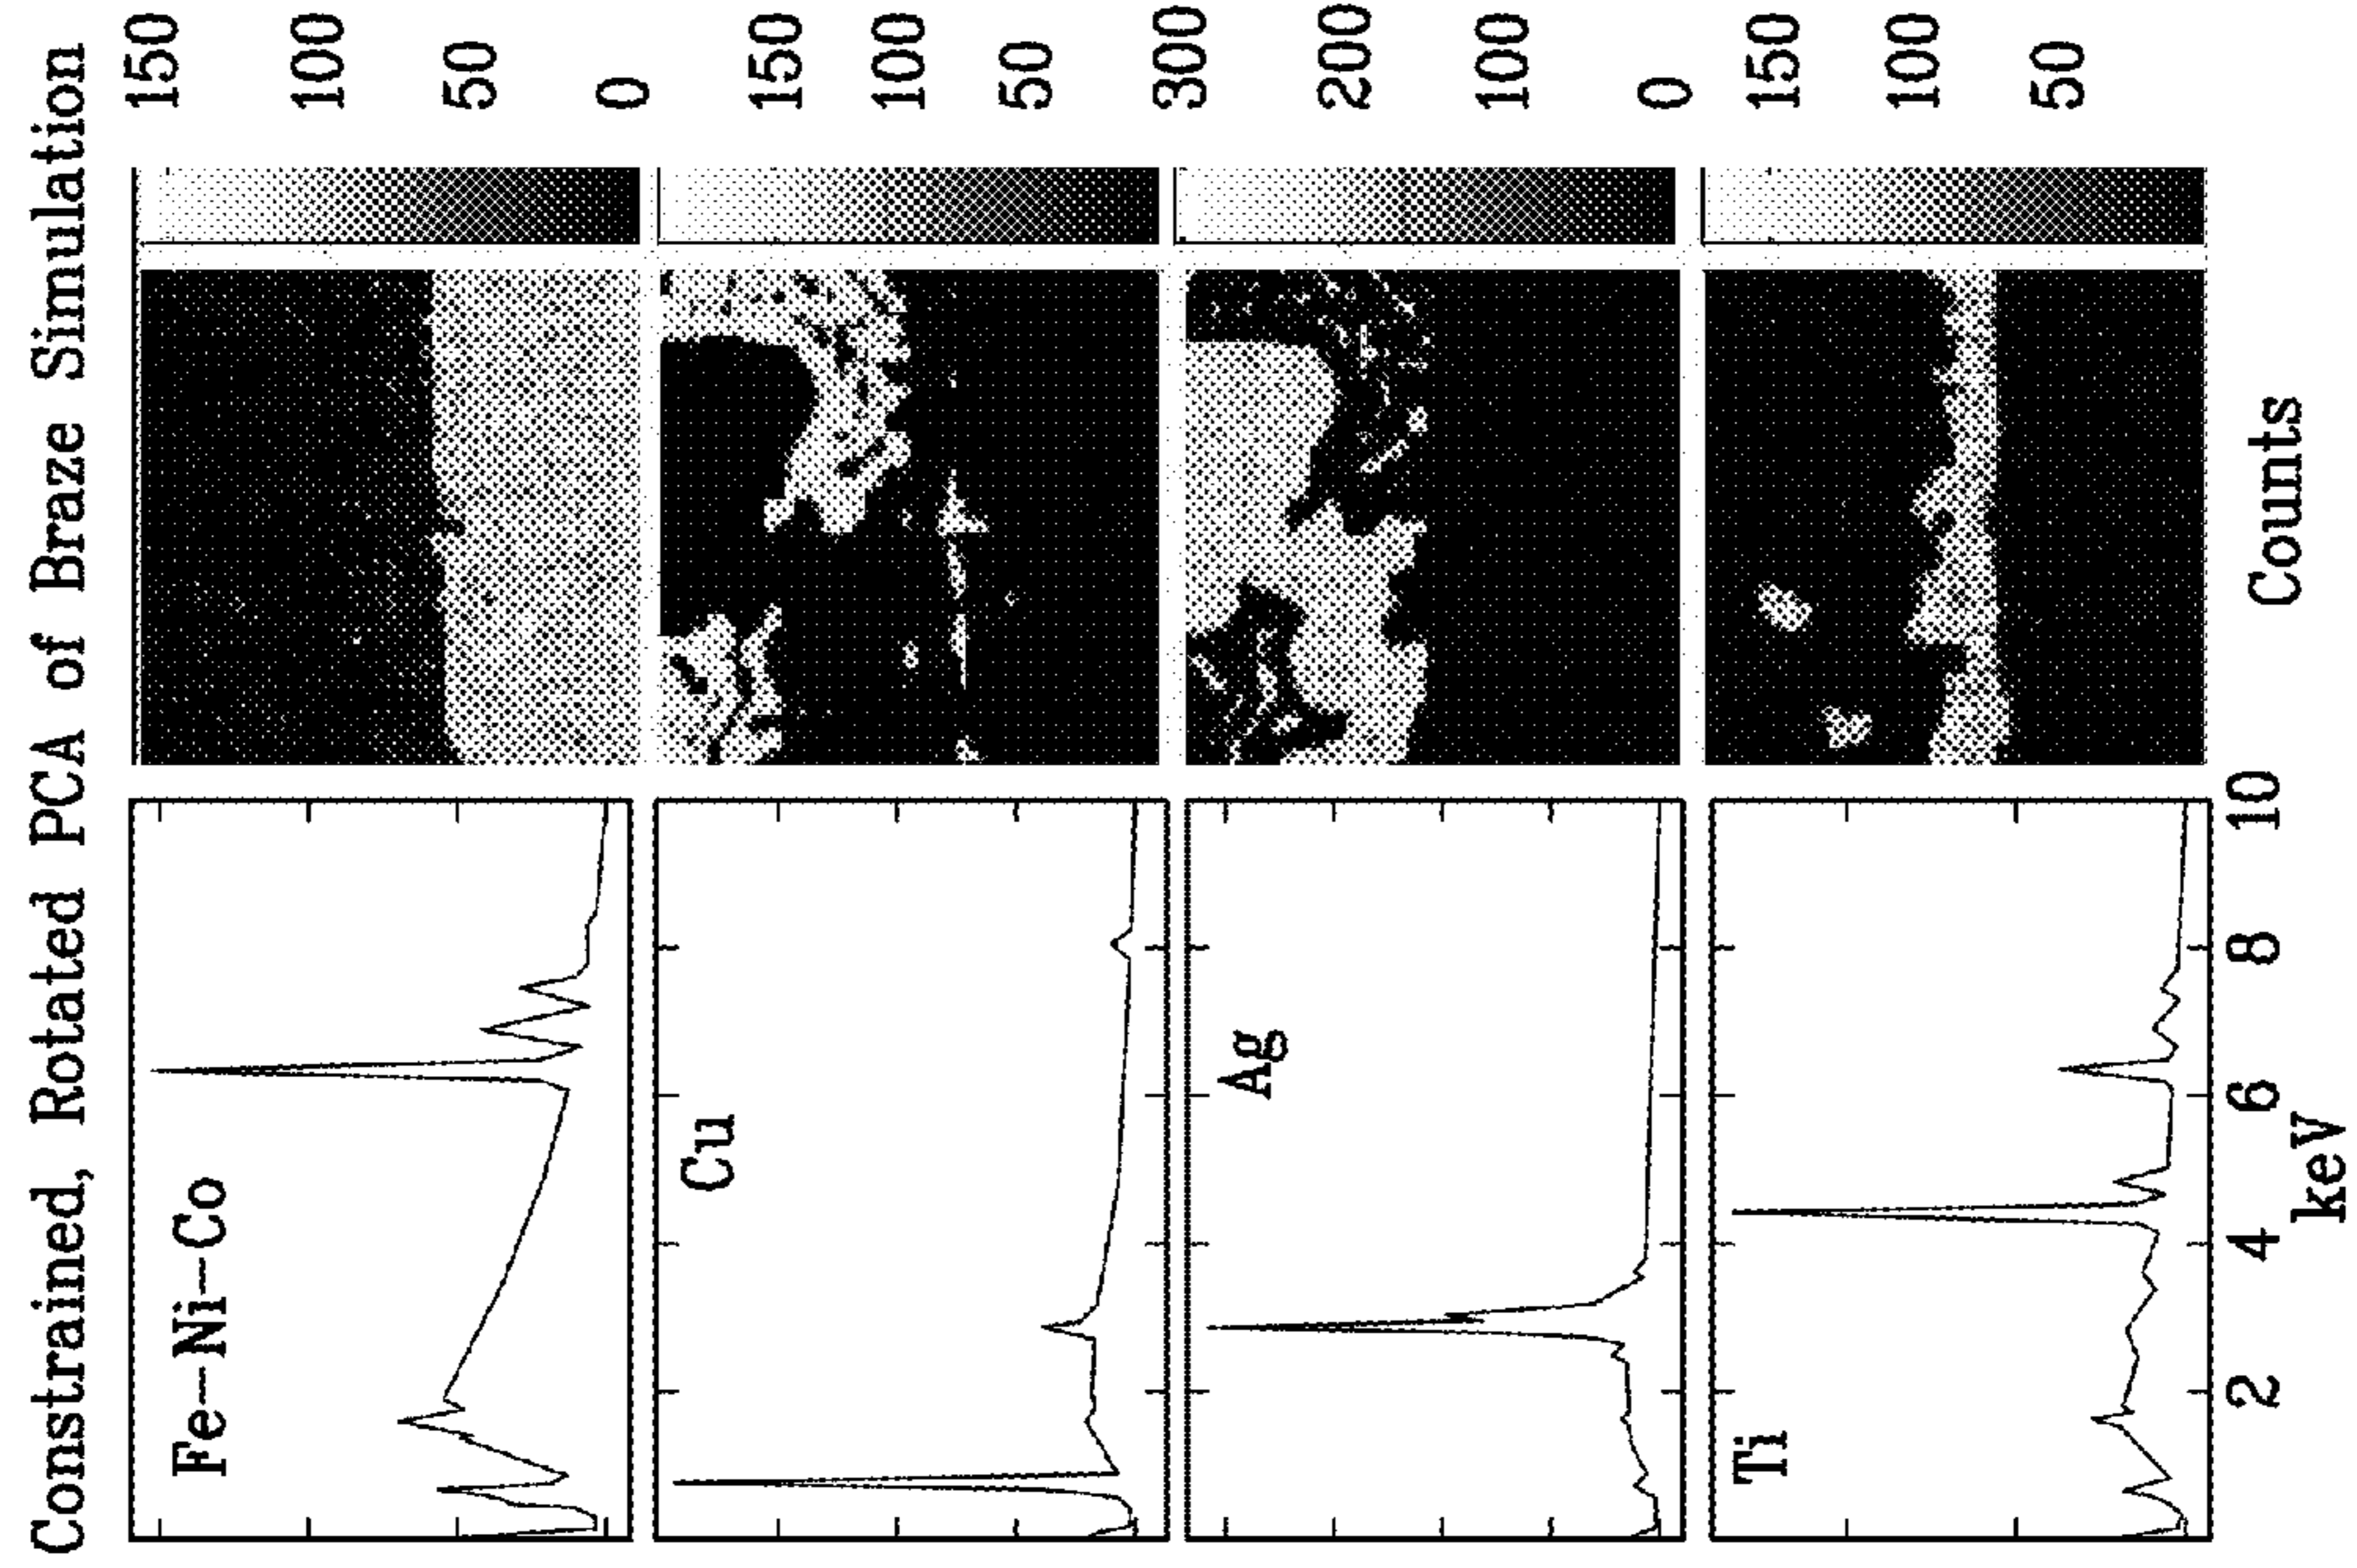 Constrained, Rotated PCA of Braze Simulation
Fe-Ni-Co
150
100
50
0
Cu
150
100
50
Ag
300
200
100
0
Ti
150
100
50
2 4 6 8 10
keV
Counts